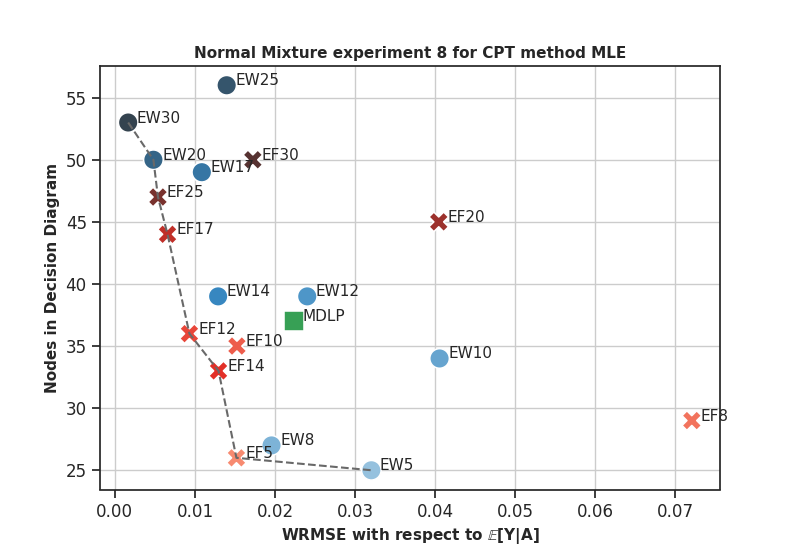 Normal Mixture experiment 8 for CPT method MLE
Nodes in Decision Diagram
55
50
45
40
35
30
25
EW25
EW30
EW20
EW17
EF30
EF25
EF17
EF20
EW14
EW12
MDLP
EF12
EF10
EW10
EF14
EF8
EW8
EF5
EW5
0.00
0.01
0.02
0.03
0.04
0.05
0.06
0.07
WRMSE with respect to 𝔼[Y|A]